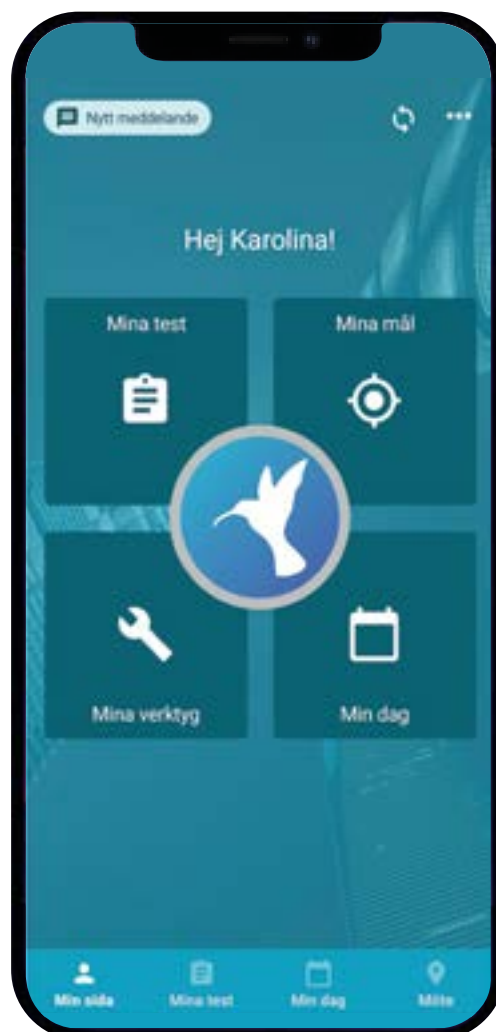 Nytt meddelande
Hej Karolina!
Mina test
Mina mål
Mina verktyg
Min dag
Min sida
Mina test
Min dag
Möte